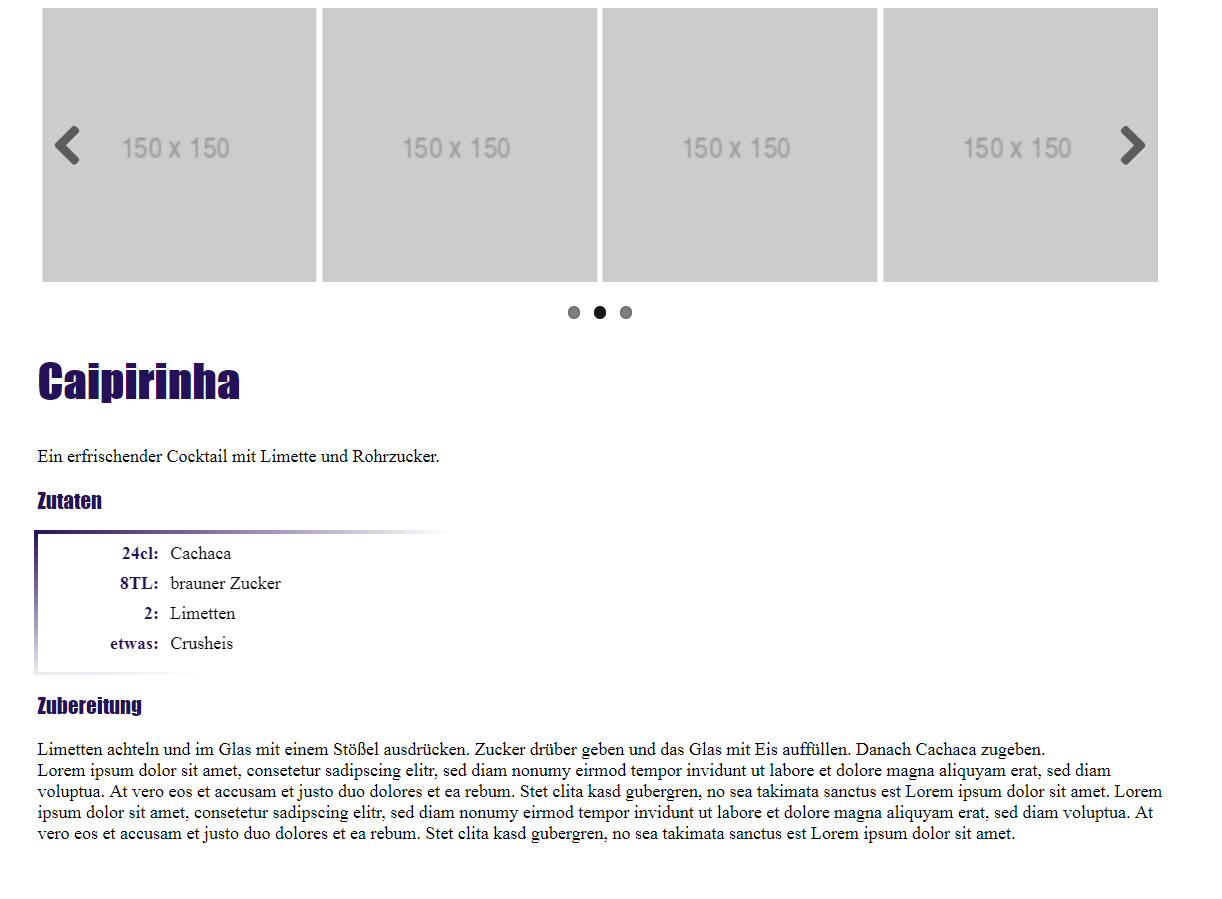 150 x 150 150 x 150 150 x 150 150 x 150
Caipirinha
Ein erfrischender Cocktail mit Limette und Rohrzucker.
Zutaten
24cl: Cachaca
8TL: brauner Zucker
2: Limetten
etwas: Crusheis
Zubereitung
Limetten achteln und im Glas mit einem Stößel ausdrücken. Zucker drüber geben und das Glas mit Eis auffüllen. Danach Cachaca zugeben.
Lorem ipsum dolor sit amet, consetetur sadipscing elitr, sed diam nonumy eirmod tempor invidunt ut labore et dolore magna aliquyam erat, sed diam
voluptua. At vero eos et accusam et justo duo dolores et ea rebum. Stet clita kasd gubergren, no sea takimata sanctus est Lorem ipsum dolor sit amet. Lorem
ipsum dolor sit amet, consetetur sadipscing elitr, sed diam nonumy eirmod tempor invidunt ut labore et dolore magna aliquyam erat, sed diam voluptua. At
vero eos et accusam et justo duo dolores et ea rebum. Stet clita kasd gubergren, no sea takimata sanctus est Lorem ipsum dolor sit amet.